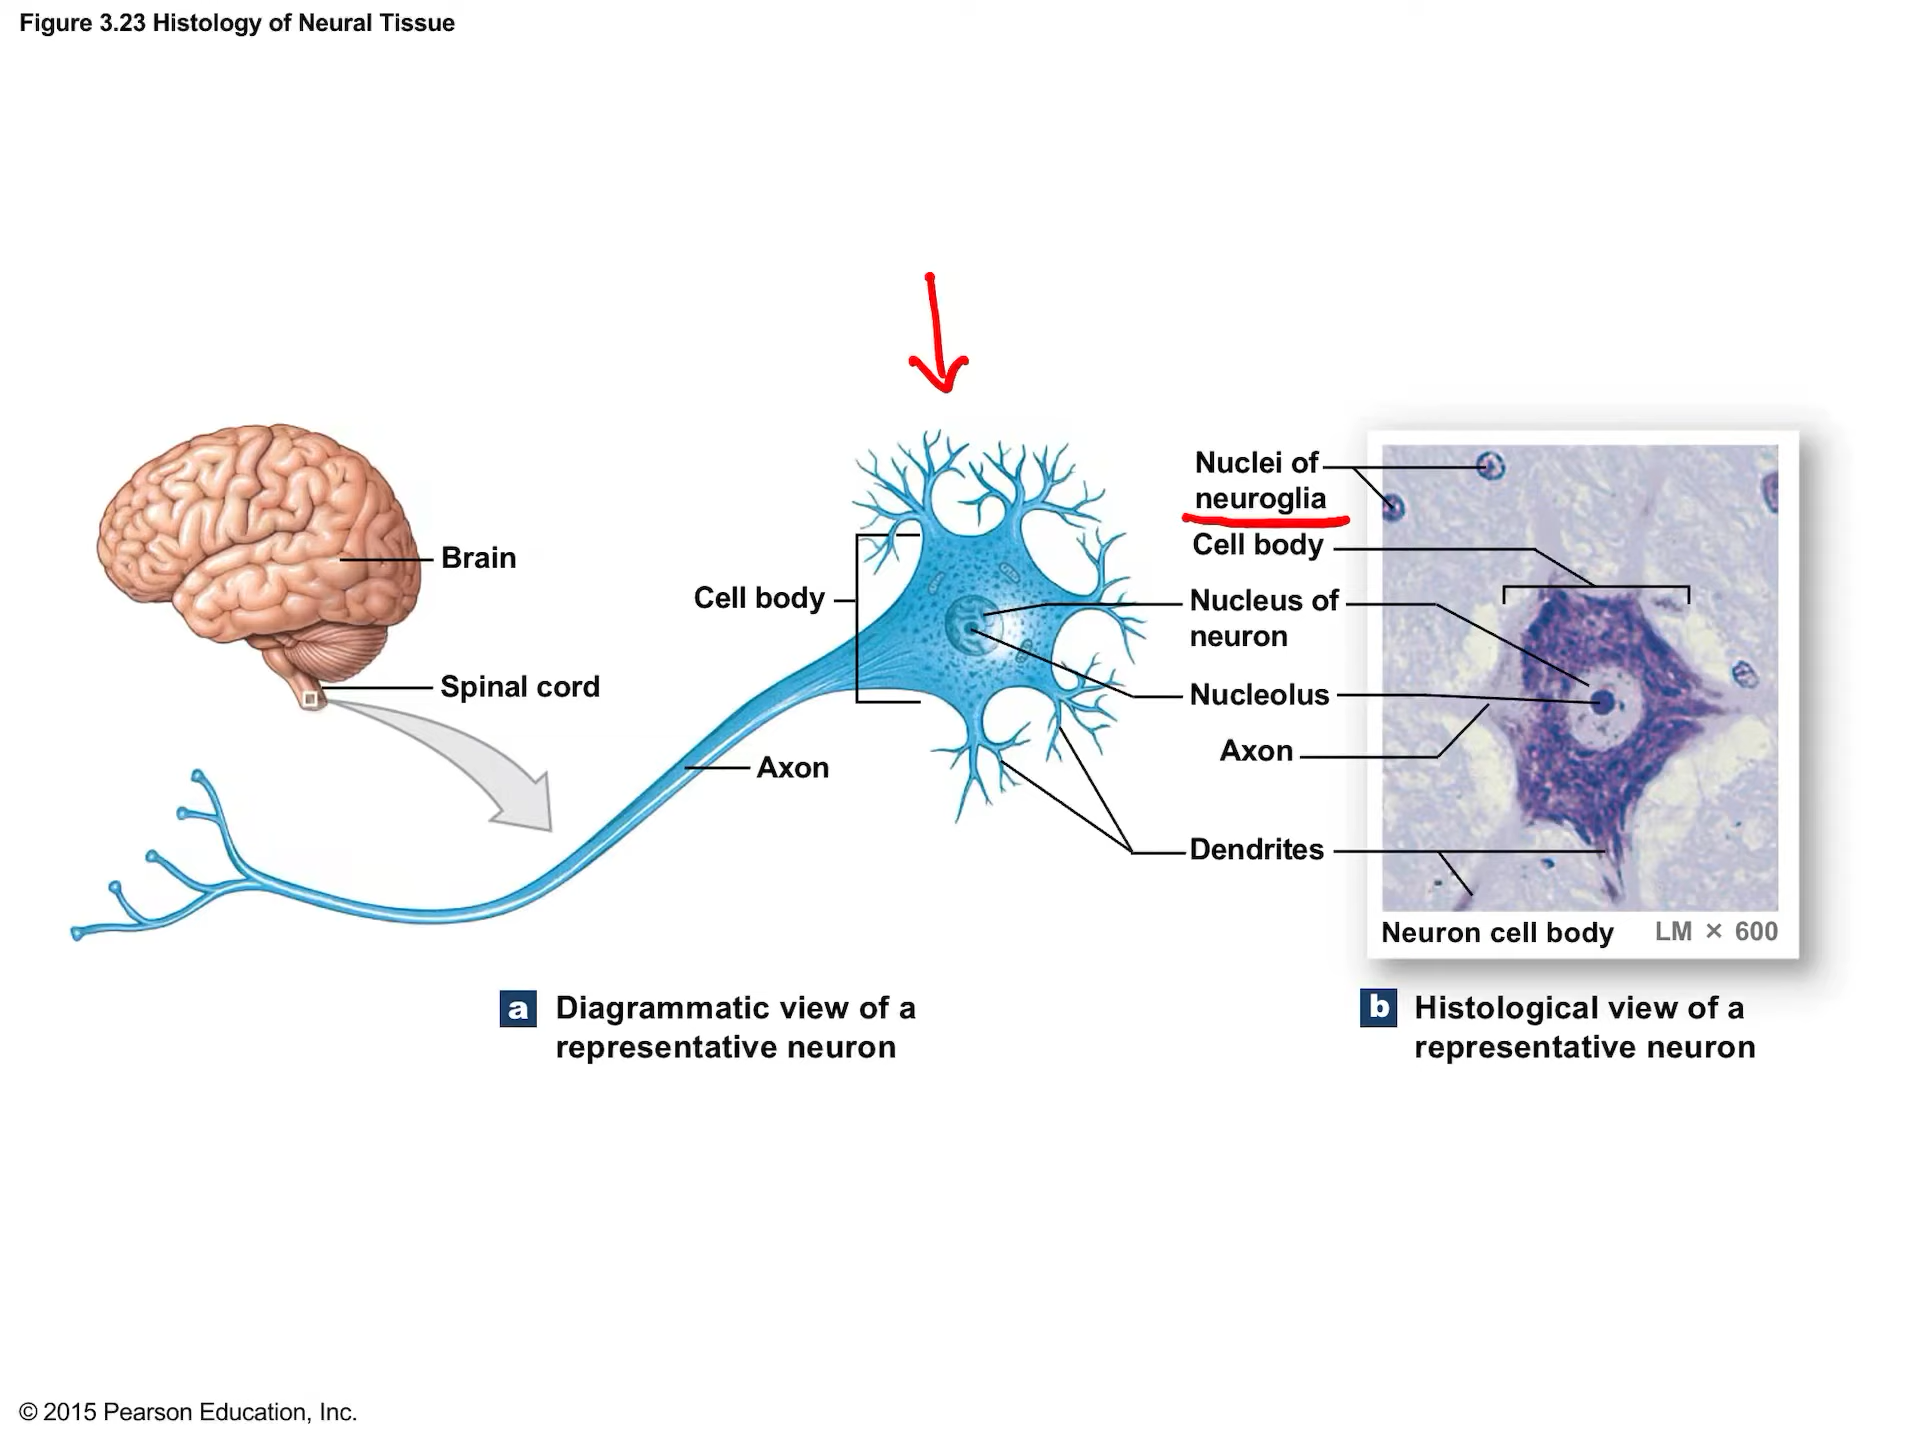 Figure 3.23 Histology of Neural Tissue
Brain
Spinal cord
Cell body
Axon
Nuclei of
neuroglia
Cell body
Nucleus of
neuron
Nucleolus
Axon
Dendrites
Neuron cell body LM × 600
a Diagrammatic view of a
representative neuron
b Histological view of a
representative neuron
© 2015 Pearson Education, Inc.